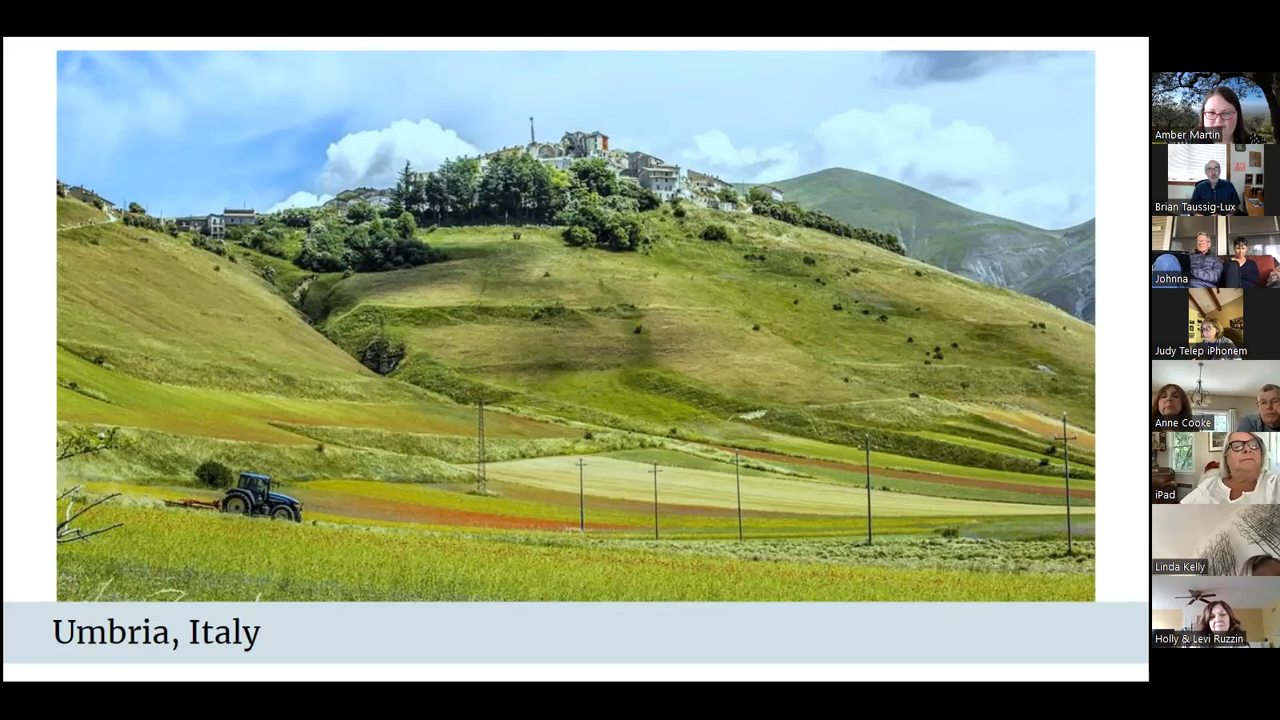 Umbria, Italy
Amber Martin
Brian Taussig-Lux
Johnna
Judy Telep iPhonem
Anne Cooke
iPad
Linda Kelly
Holly & Levi Ruzzin